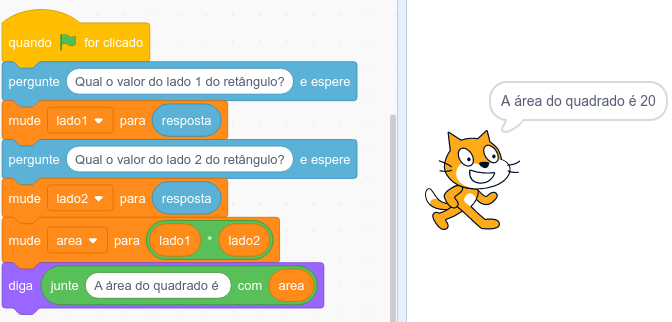 quando for clicado
pergunte Qual o valor do lado 1 do retângulo? e espere
mude lado1 para resposta
pergunte Qual o valor do lado 2 do retângulo? e espere
mude lado2 para resposta
mude area para lado1 * lado2
diga junte A área do quadrado é com area
A área do quadrado é 20